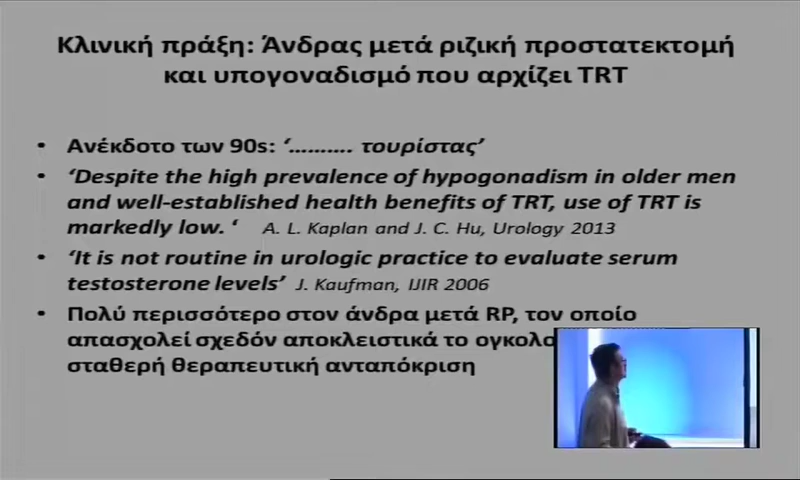 Κλινική πράξη: Άνδρας μετά ριζική προστατεκτομή
και υπογοναδισμό που αρχίζει TRT
• Ανέκδοτο των 90s: ‘………. τουρίστας’
• ‘Despite the high prevalence of hypogonadism in older men
and well-established health benefits of TRT, use of TRT is
markedly low. ‘ A. L. Kaplan and J. C. Hu, Urology 2013
• ‘It is not routine in urologic practice to evaluate serum
testosterone levels’ J. Kaufman, IJIR 2006
• Πολύ περισσότερο στον άνδρα μετά RP, τον οποίο
απασχολεί σχεδόν αποκλειστικά το
σταθερή θεραπευτική ανταπόκριση